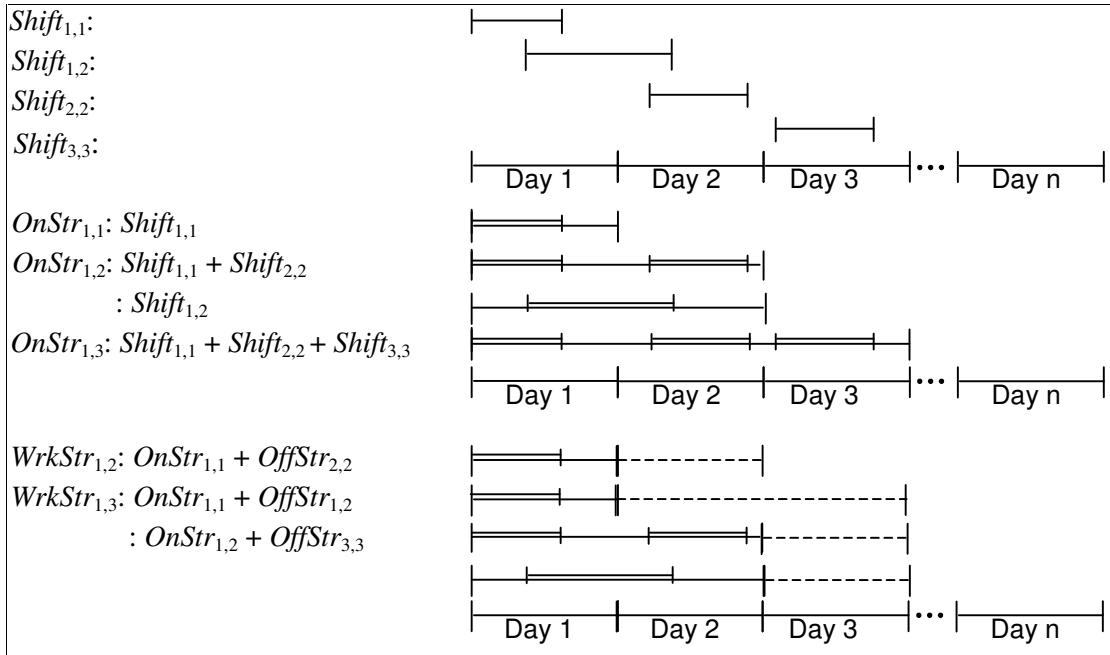 Shift1,1:
Shift1,2:
Shift2,2:
Shift3,3:
Day 1 Day 2 Day 3 ••• Day n
OnStr1,1: Shift1,1
OnStr1,2: Shift1,1 + Shift2,2
: Shift1,2
OnStr1,3: Shift1,1 + Shift2,2 + Shift3,3
Day 1 Day 2 Day 3 ••• Day n
WrkStr1,2: OnStr1,1 + OffStr2,2
WrkStr1,3: OnStr1,1 + OffStr1,2
: OnStr1,2 + OffStr3,3
Day 1 Day 2 Day 3 ••• Day n